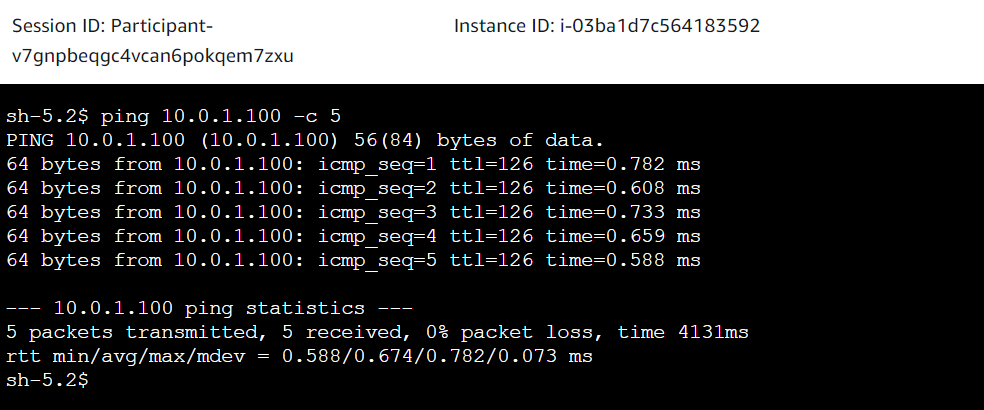 Session ID: Participant-
v7gnpbeqgc4vcan6pokqem7zxu
Instance ID: i-03ba1d7c564183592
sh-5.2$ ping 10.0.1.100 -c 5
PING 10.0.1.100 (10.0.1.100) 56(84) bytes of data.
64 bytes from 10.0.1.100: icmp_seq=1 ttl=126 time=0.782 ms
64 bytes from 10.0.1.100: icmp_seq=2 ttl=126 time=0.608 ms
64 bytes from 10.0.1.100: icmp_seq=3 ttl=126 time=0.733 ms
64 bytes from 10.0.1.100: icmp_seq=4 ttl=126 time=0.659 ms
64 bytes from 10.0.1.100: icmp_seq=5 ttl=126 time=0.588 ms
--- 10.0.1.100 ping statistics ---
5 packets transmitted, 5 received, 0% packet loss, time 4131ms
rtt min/avg/max/mdev = 0.588/0.674/0.782/0.073 ms
sh-5.2$